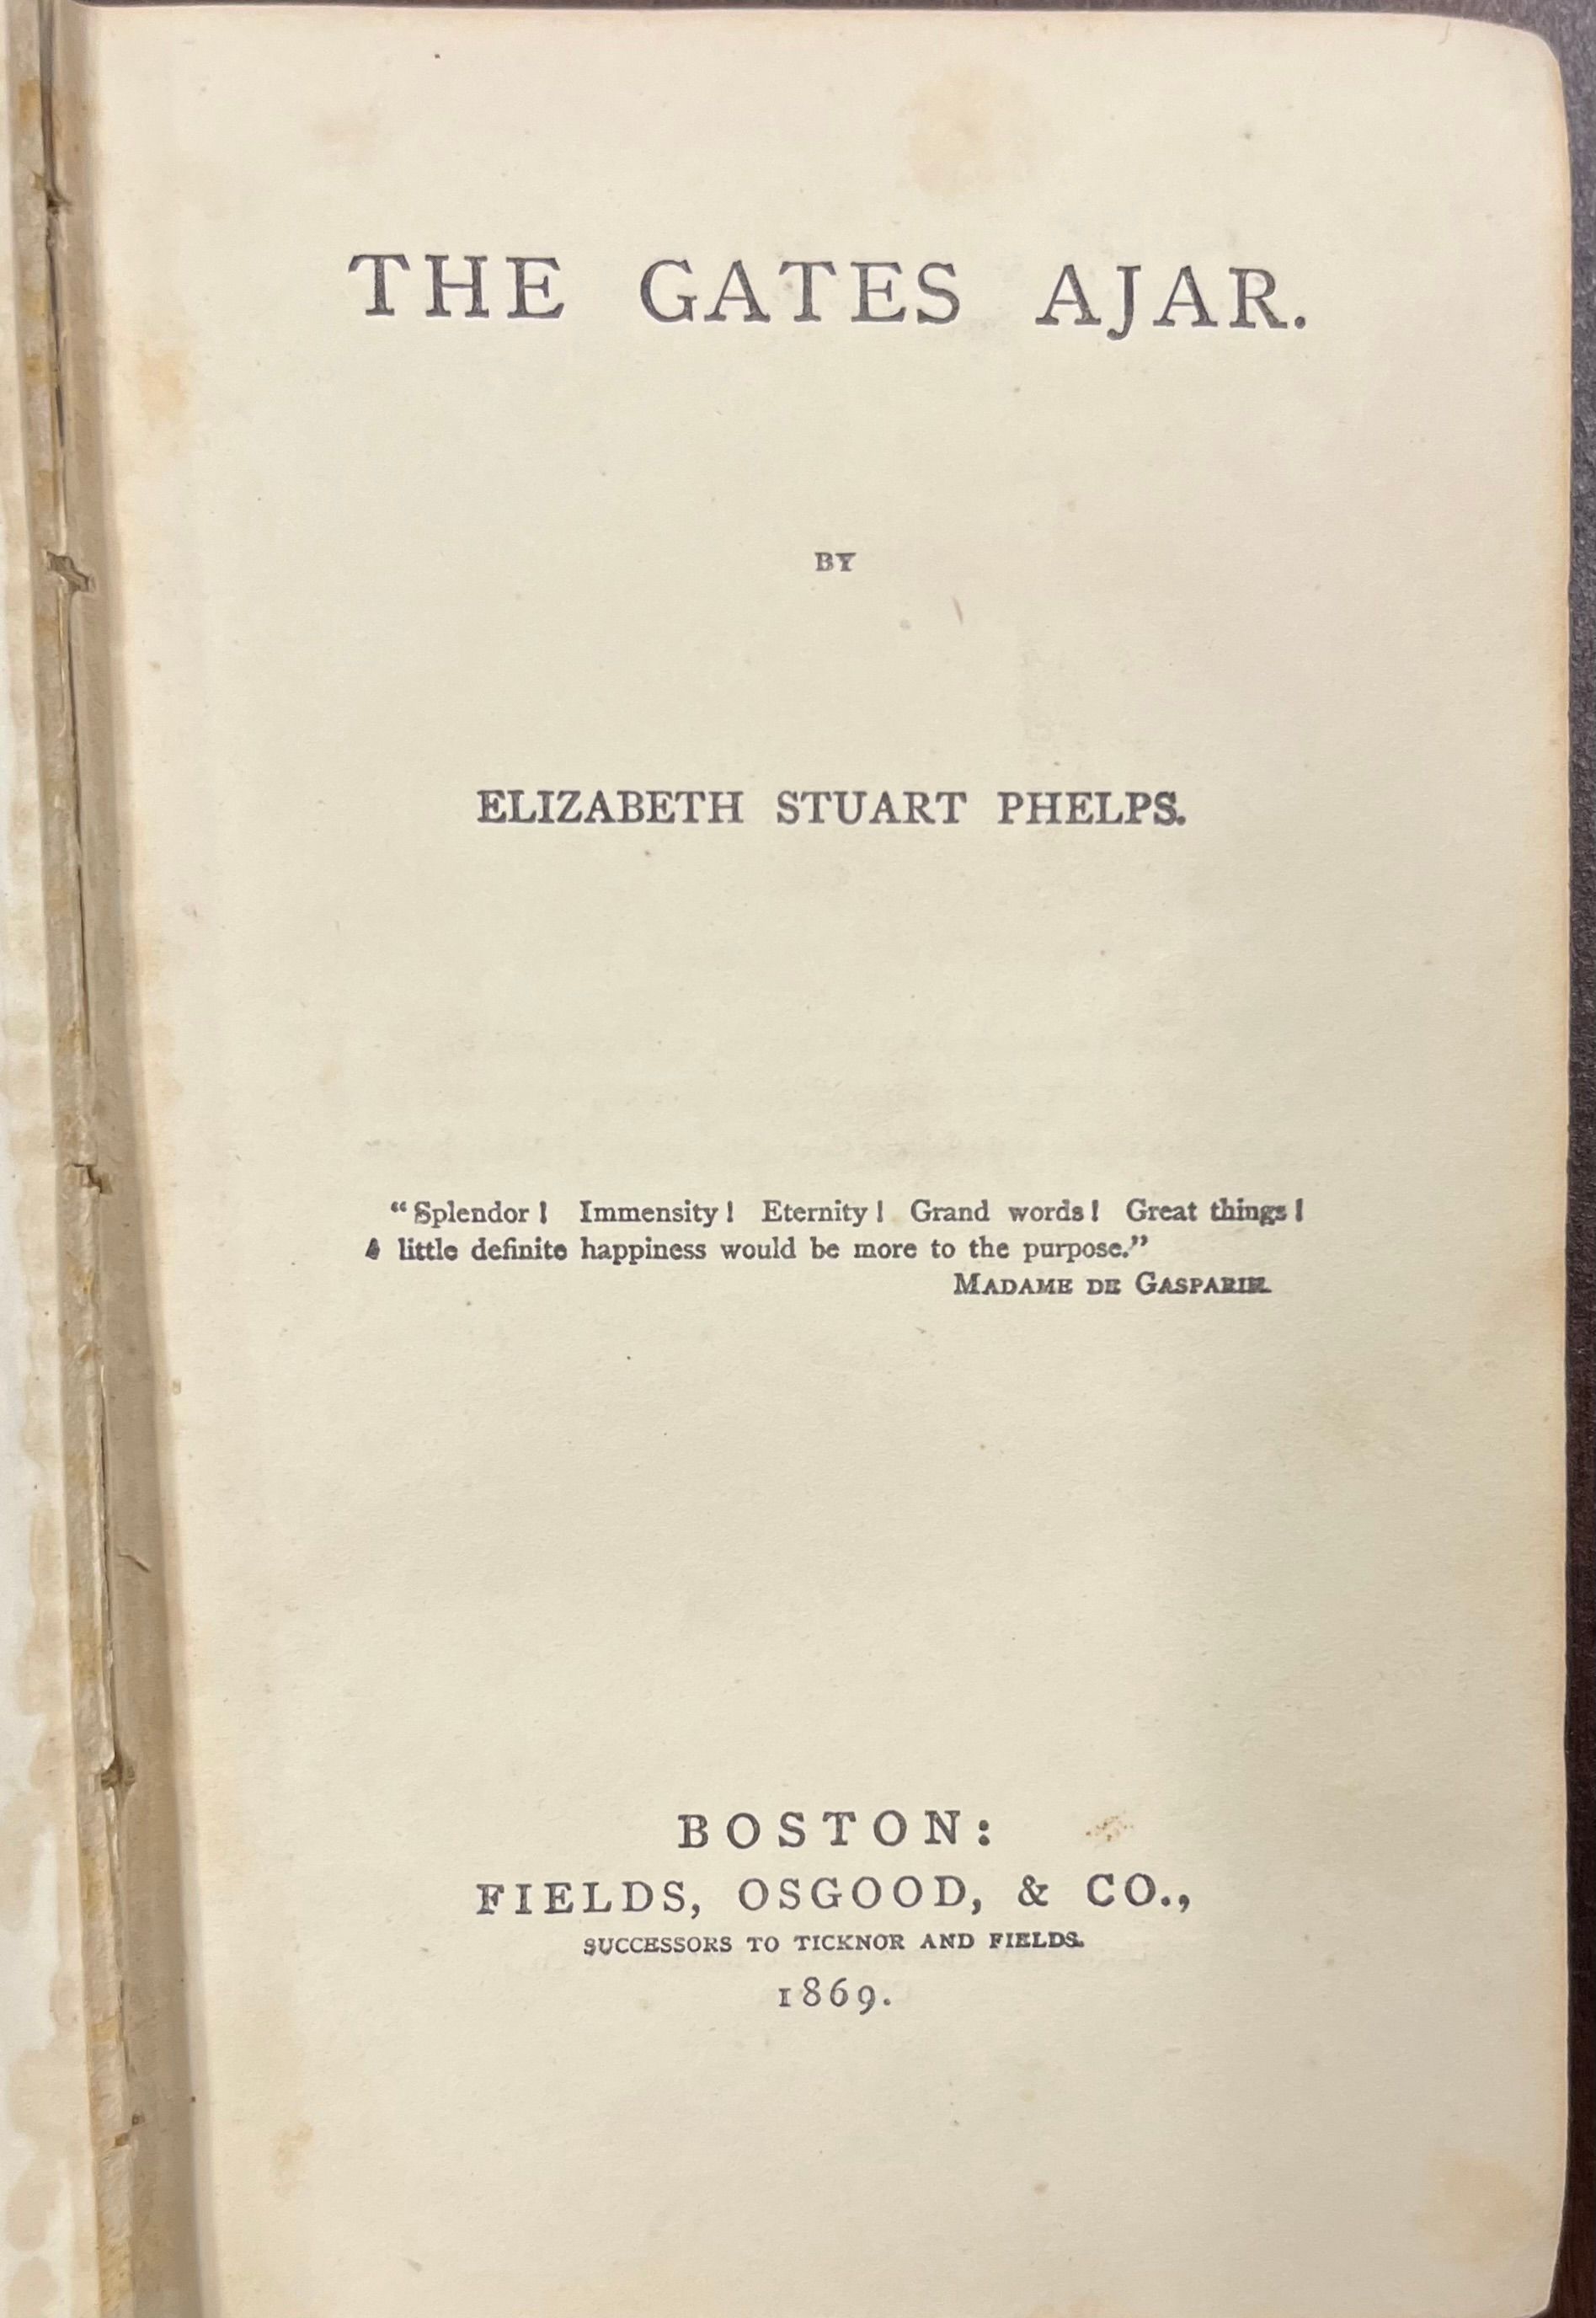 THE GATES AJAR.
BY
ELIZABETH STUART PHELPS.
“Splendor! Immensity! Eternity! Grand words! Great things!
A little definite happiness would be more to the purpose.”
MADAME DE GASPARIN.
BOSTON:
FIELDS, OSGOOD, & CO.,
SUCCESSORS TO TICKNOR AND FIELDS.
1869.